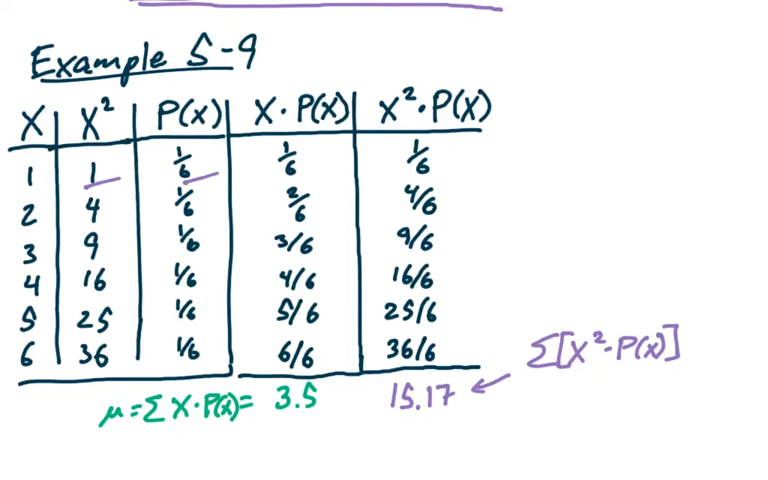 Example 5-9
X X² P(X) X · P(X) X² · P(X)
1 1 1/6 1/6 1/6
2 4 1/6 2/6 4/6
3 9 1/6 3/6 9/6
4 16 1/6 4/6 16/6
5 25 1/6 5/6 25/6
6 36 1/6 6/6 36/6
Σ[X² · P(X)]
μ = Σ X · P(X) = 3.5 15.17